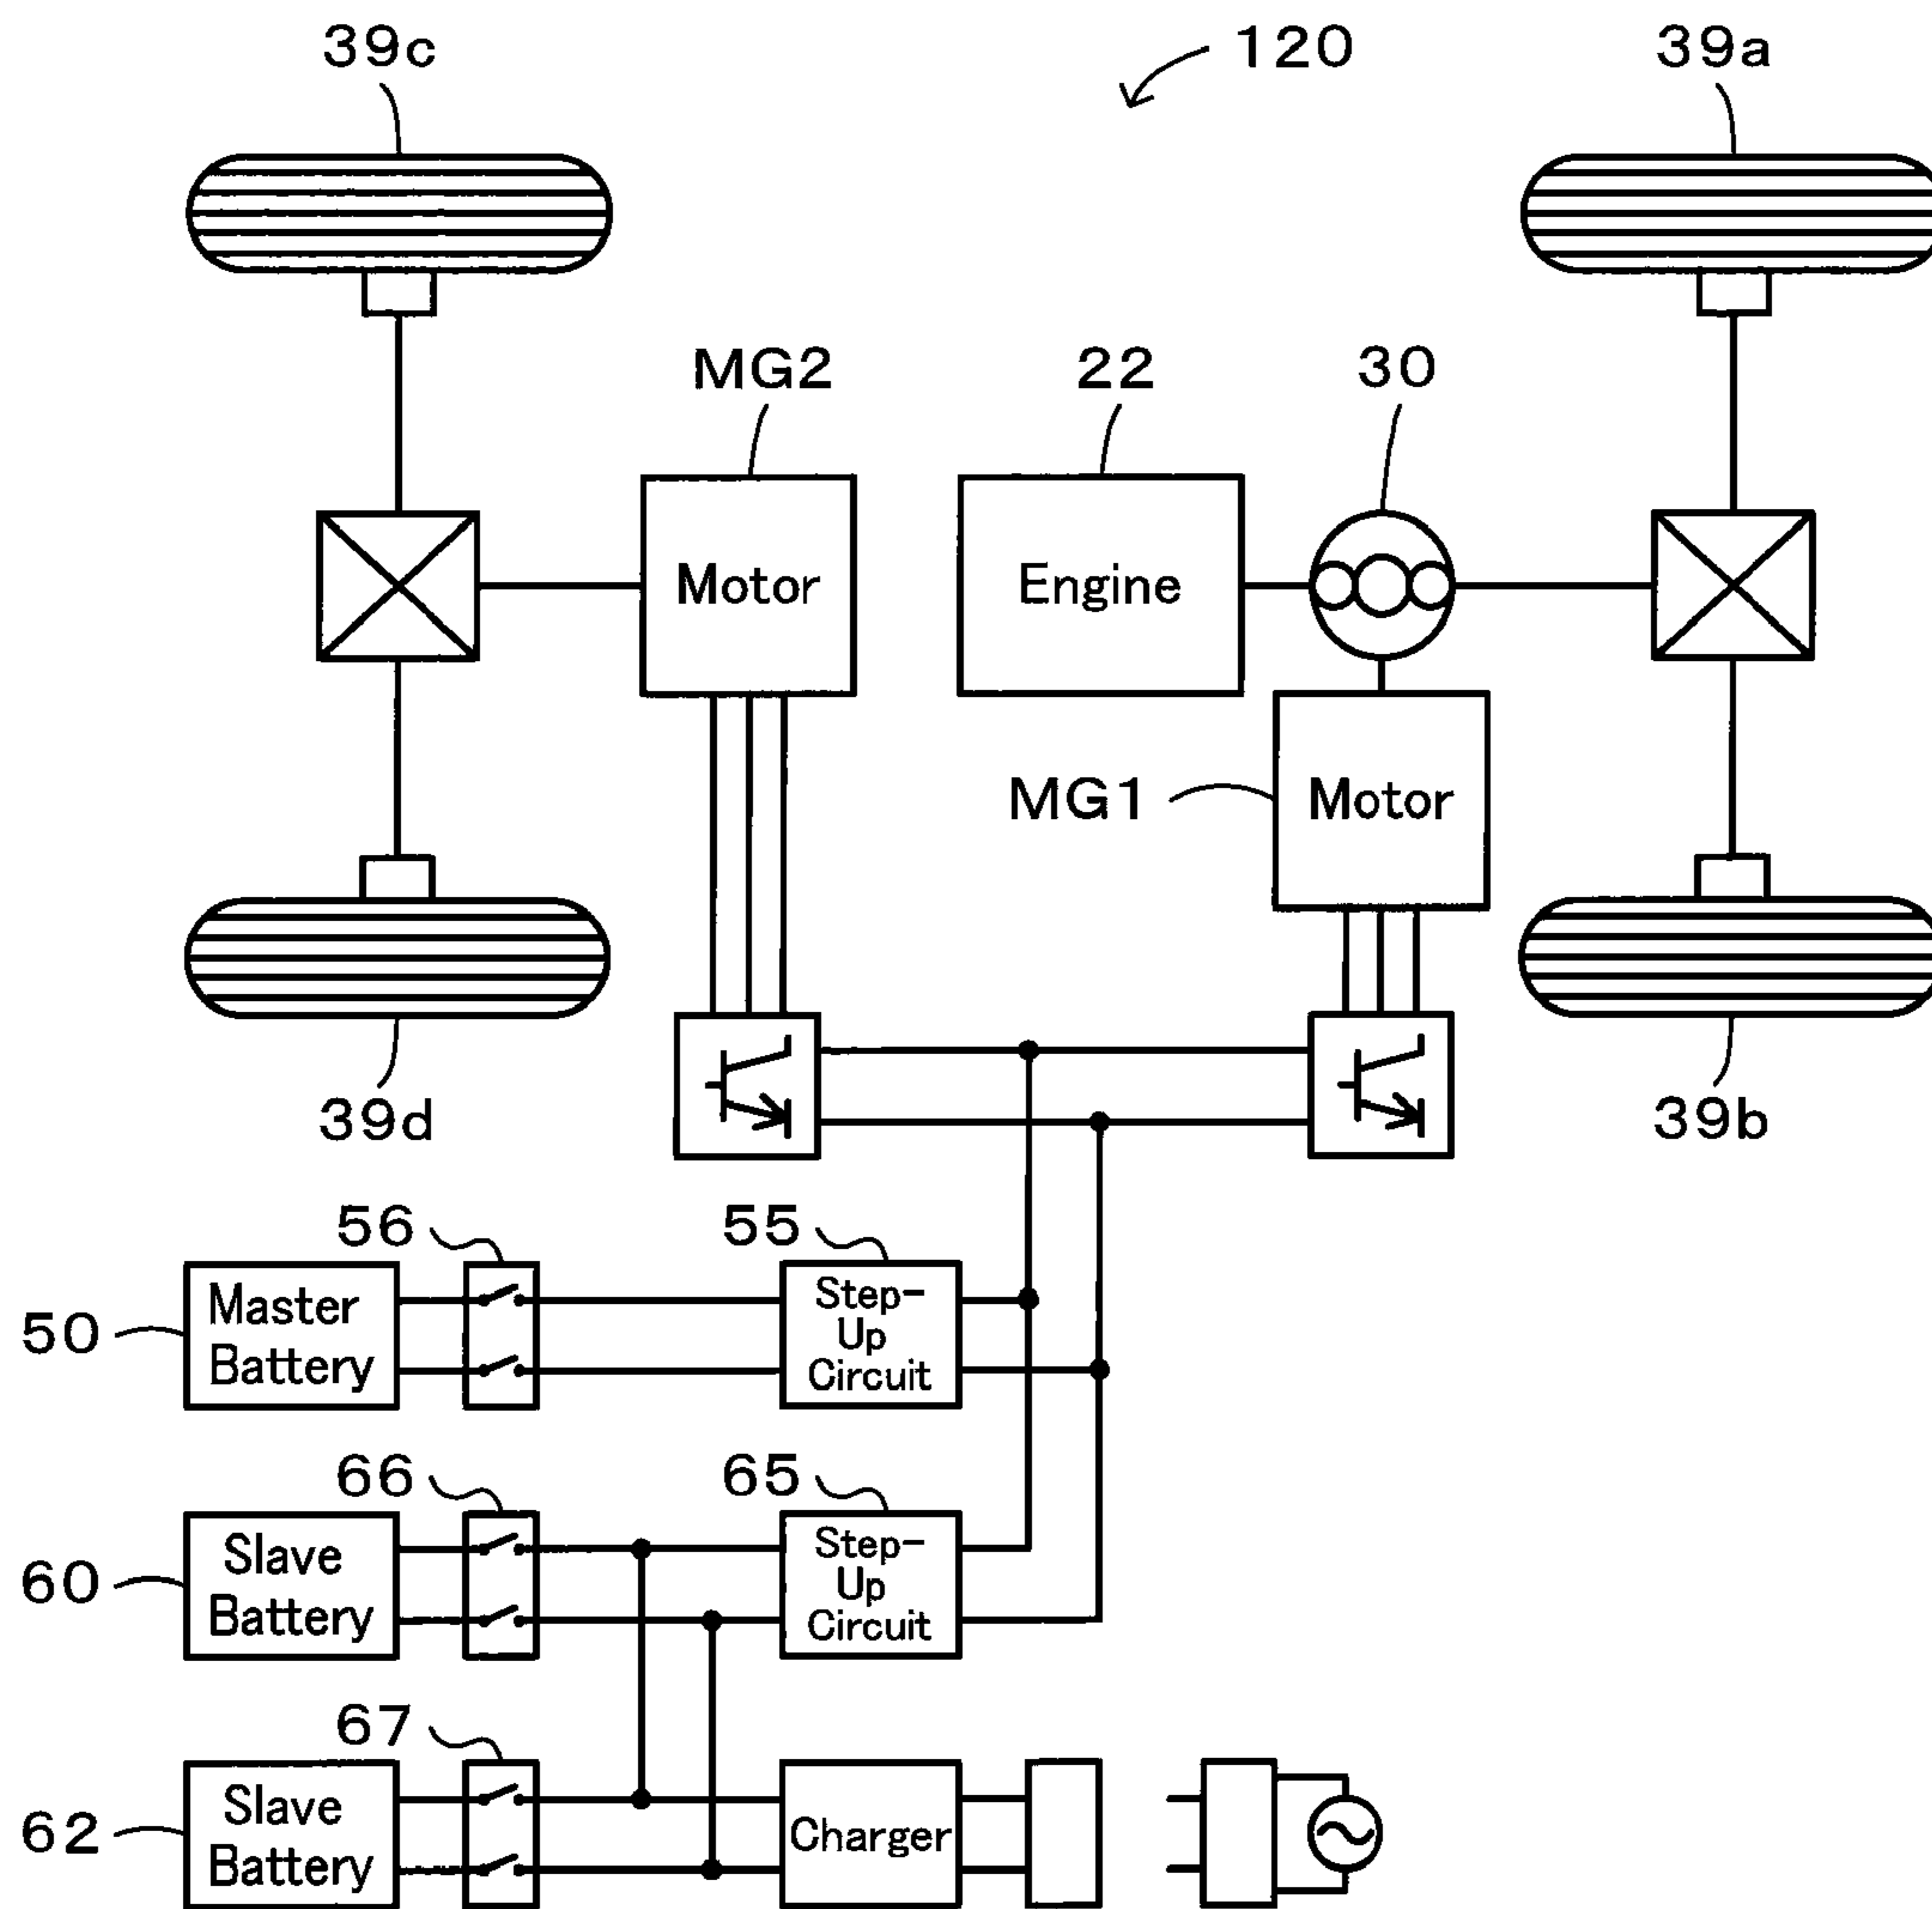 39c
120
39a
MG2
22
30
Motor
Engine
MG1
Motor
39d
39b
56
55
50
Master
Battery
Step-
Up
Circuit
66
65
60
Slave
Battery
Step-
Up
Circuit
67
62
Slave
Battery
Charger